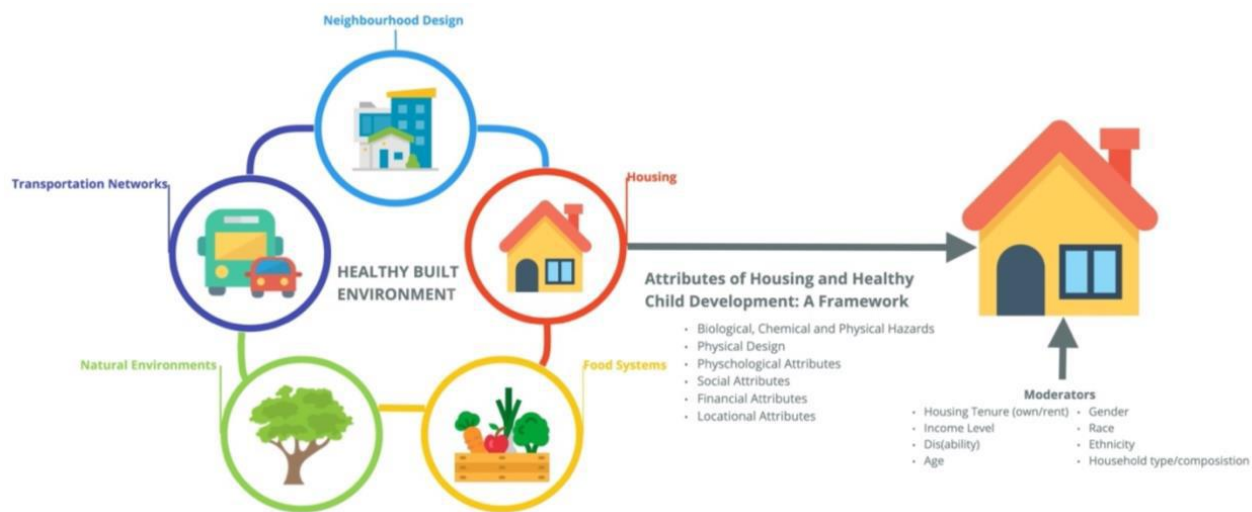 Neighbourhood Design
Transportation Networks
Housing
HEALTHY BUILT
ENVIRONMENT
Natural Environments
Food Systems
Attributes of Housing and Healthy
Child Development: A Framework
• Biological, Chemical and Physical Hazards
• Physical Design
• Physchological Attributes
• Social Attributes
• Financial Attributes
• Locational Attributes
Moderators
• Housing Tenure (own/rent)
• Income Level
• Dis(ability)
• Age
• Gender
• Race
• Ethnicity
• Household type/composistion